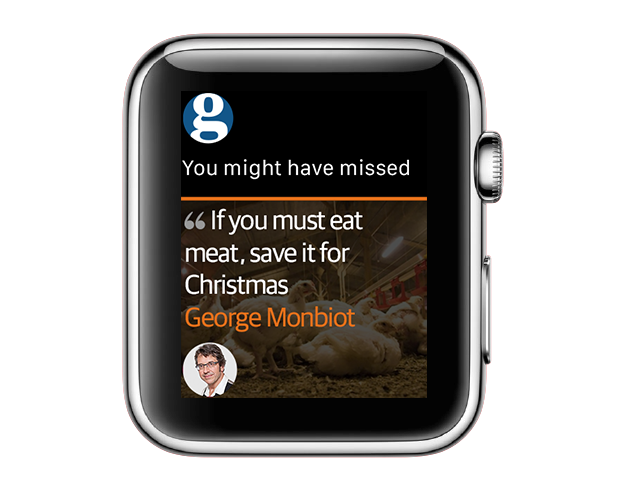 g
You might have missed
“ If you must eat
meat, save it for
Christmas
George Monbiot